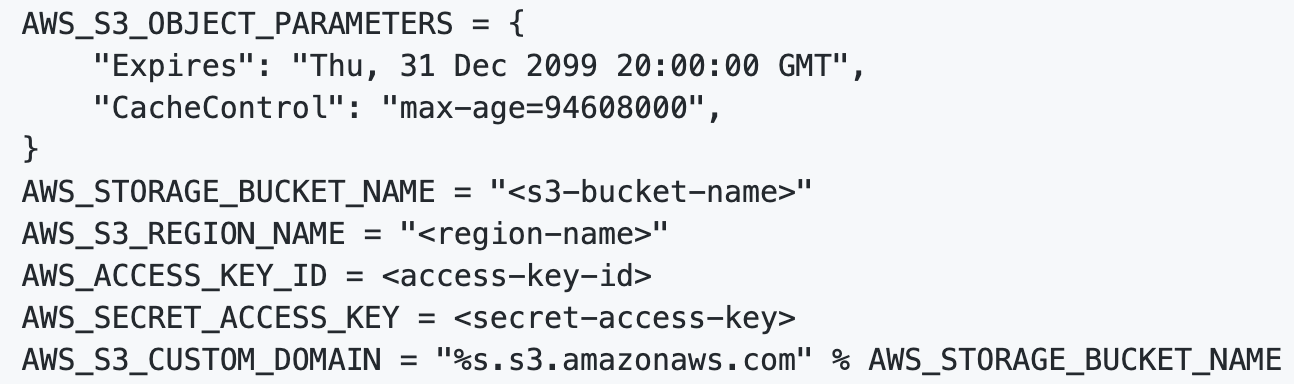 AWS_S3_OBJECT_PARAMETERS = {
    "Expires": "Thu, 31 Dec 2099 20:00:00 GMT",
    "CacheControl": "max-age=94608000",
}
AWS_STORAGE_BUCKET_NAME = "<s3-bucket-name>"
AWS_S3_REGION_NAME = "<region-name>"
AWS_ACCESS_KEY_ID = <access-key-id>
AWS_SECRET_ACCESS_KEY = <secret-access-key>
AWS_S3_CUSTOM_DOMAIN = "%s.s3.amazonaws.com" % AWS_STORAGE_BUCKET_NAME